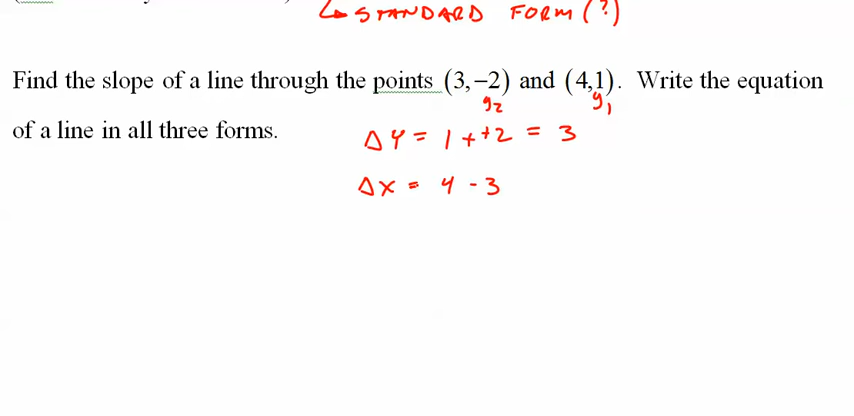 ↳ STANDARD FORM (?)
Find the slope of a line through the points (3,−2) and (4,1). Write the equation
y₂ y₁
of a line in all three forms.
ΔY = 1 + +2 = 3
ΔX = 4 - 3